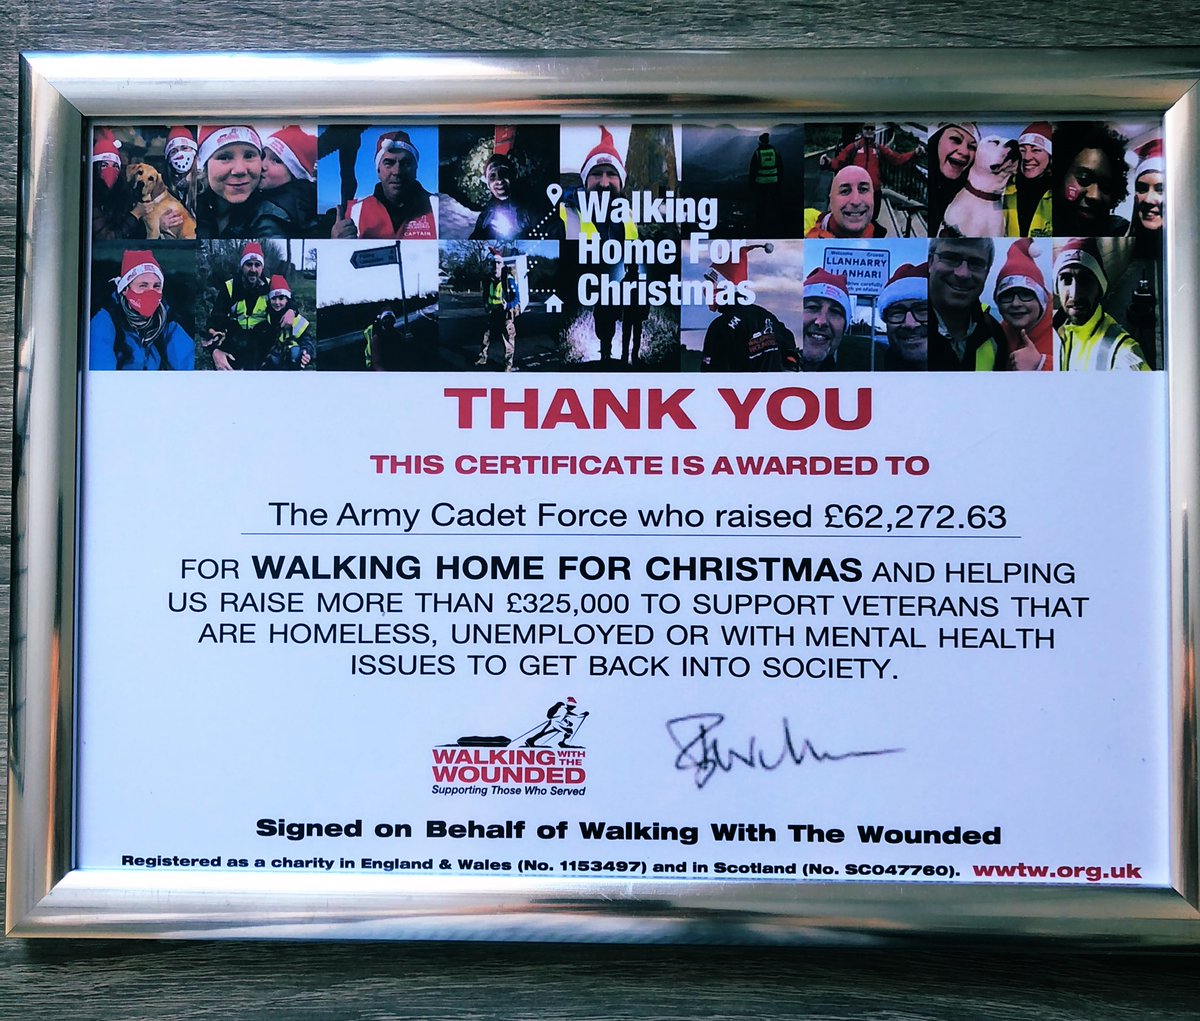 Walking
Home For
Christmas
CAPTAIN
Welcome Croeso
LLANHARRY
LLANHARI
THANK YOU
THIS CERTIFICATE IS AWARDED TO
The Army Cadet Force who raised £62,272.63
FOR WALKING HOME FOR CHRISTMAS AND HELPING
US RAISE MORE THAN £325,000 TO SUPPORT VETERANS THAT
ARE HOMELESS, UNEMPLOYED OR WITH MENTAL HEALTH
ISSUES TO GET BACK INTO SOCIETY.
WALKING WITH THE
WOUNDED
Supporting Those Who Served
Signed on Behalf of Walking With The Wounded
Registered as a charity in England & Wales (No. 1153497) and in Scotland (No. SC047760). wwtw.org.uk